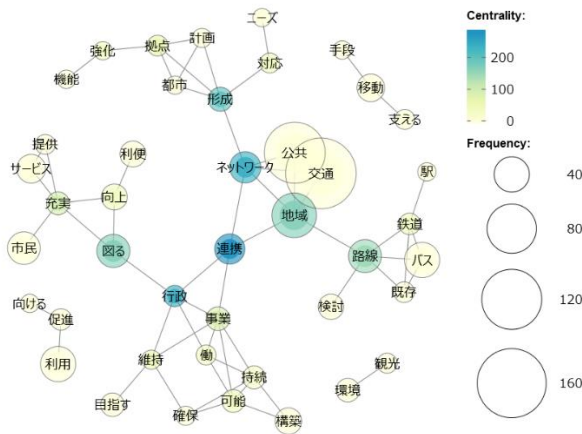 ニーズ
計画
拠点
強化
機能
都市
対応
形成
手段
移動
支える
公共
交通
ネットワーク
提供
サービス
利便
充実
向上
地域
駅
鉄道
市民
図る
連携
路線
バス
行政
既存
検討
向ける
促進
利用
事業
維持
働
持続
観光
環境
目指す
確保
可能
構築
Centrality:
200
100
0
Frequency:
40
80
120
160